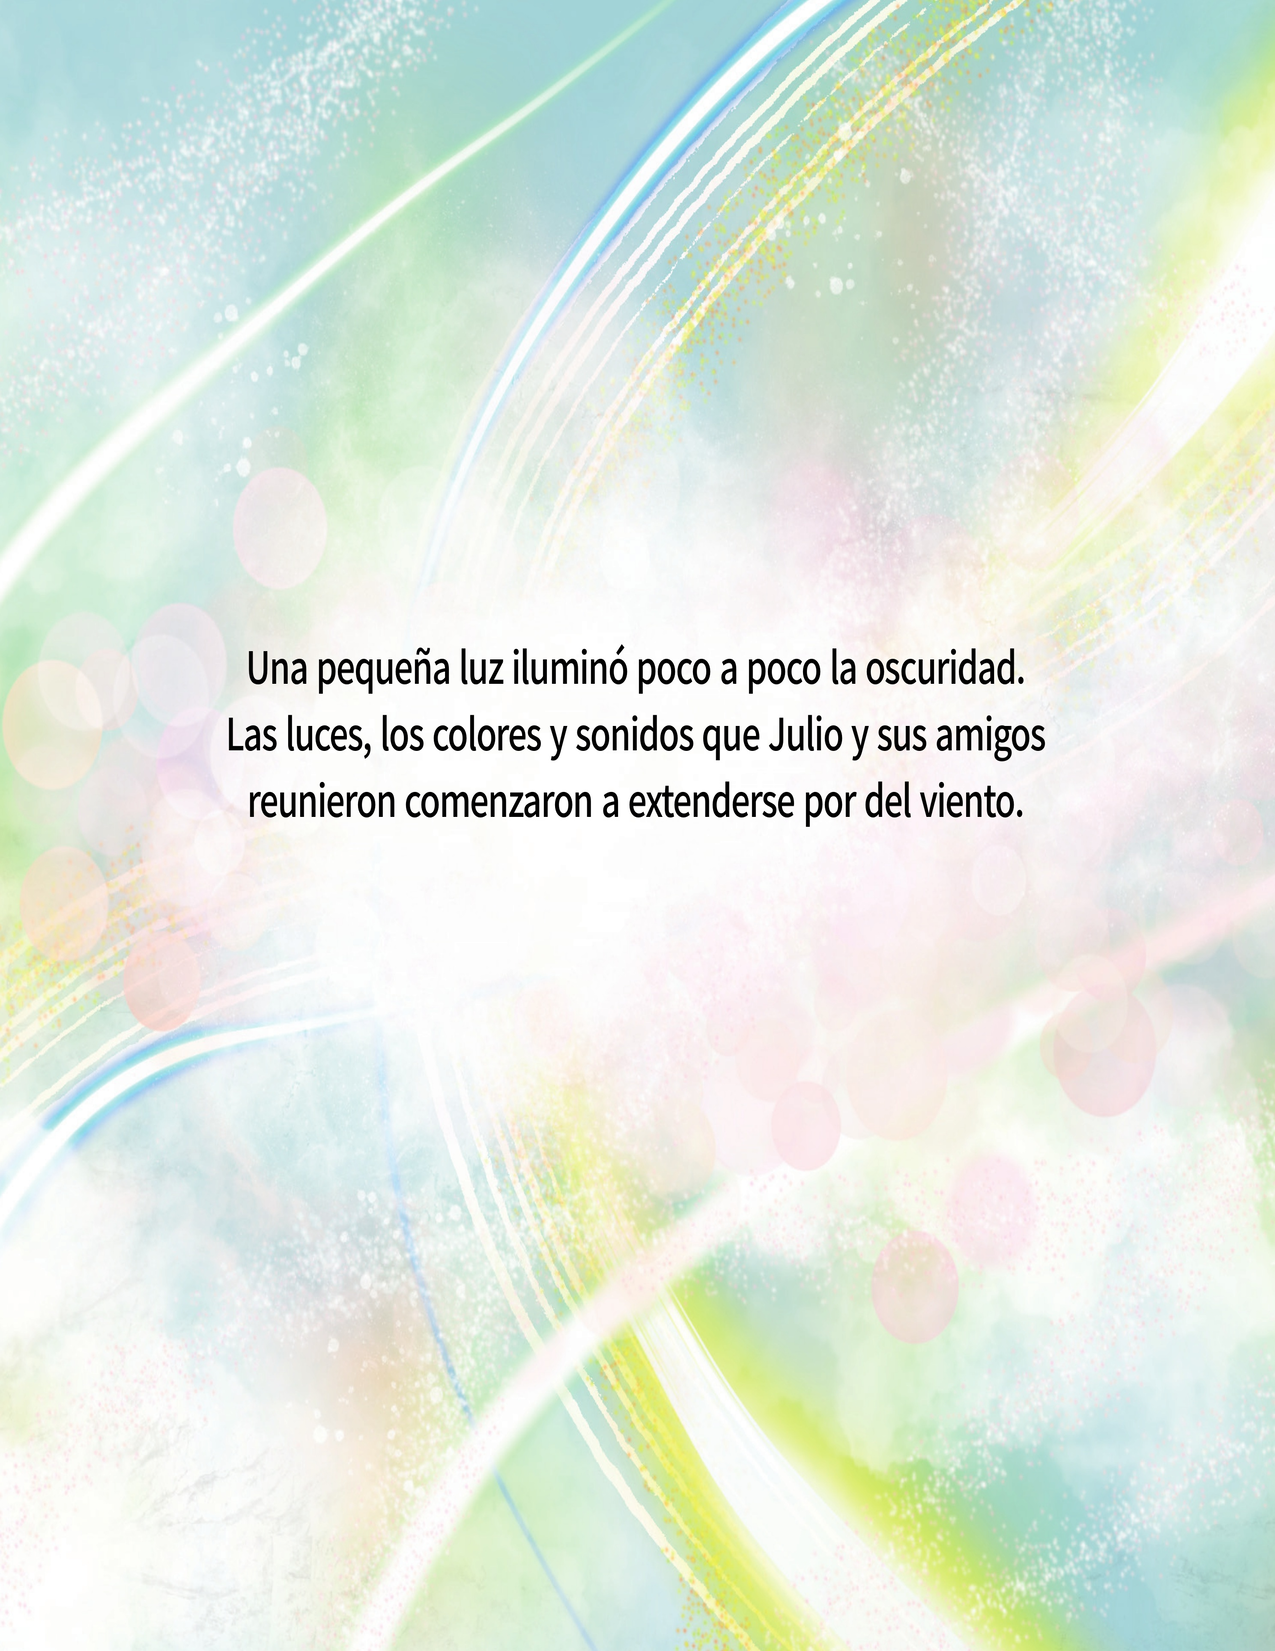 Una pequeña luz iluminó poco a poco la oscuridad.
Las luces, los colores y sonidos que Julio y sus amigos
reunieron comenzaron a extenderse por del viento.